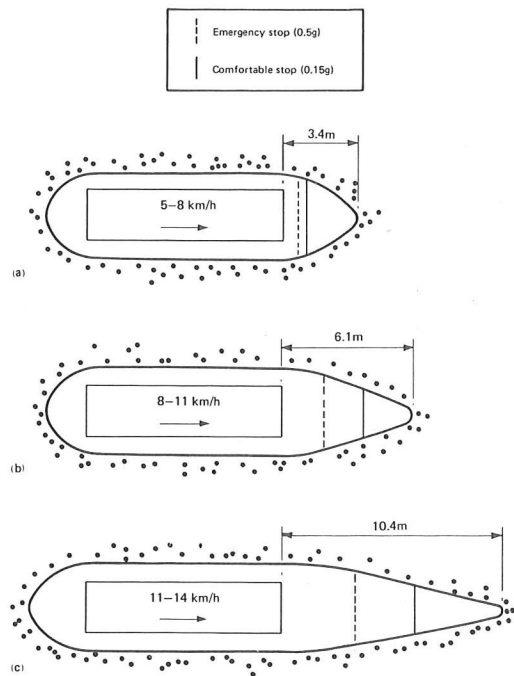 Emergency stop (0.5g)
Comfortable stop (0.15g)
3.4m
5–8 km/h
(a)
6.1m
8–11 km/h
(b)
10.4m
11–14 km/h
(c)